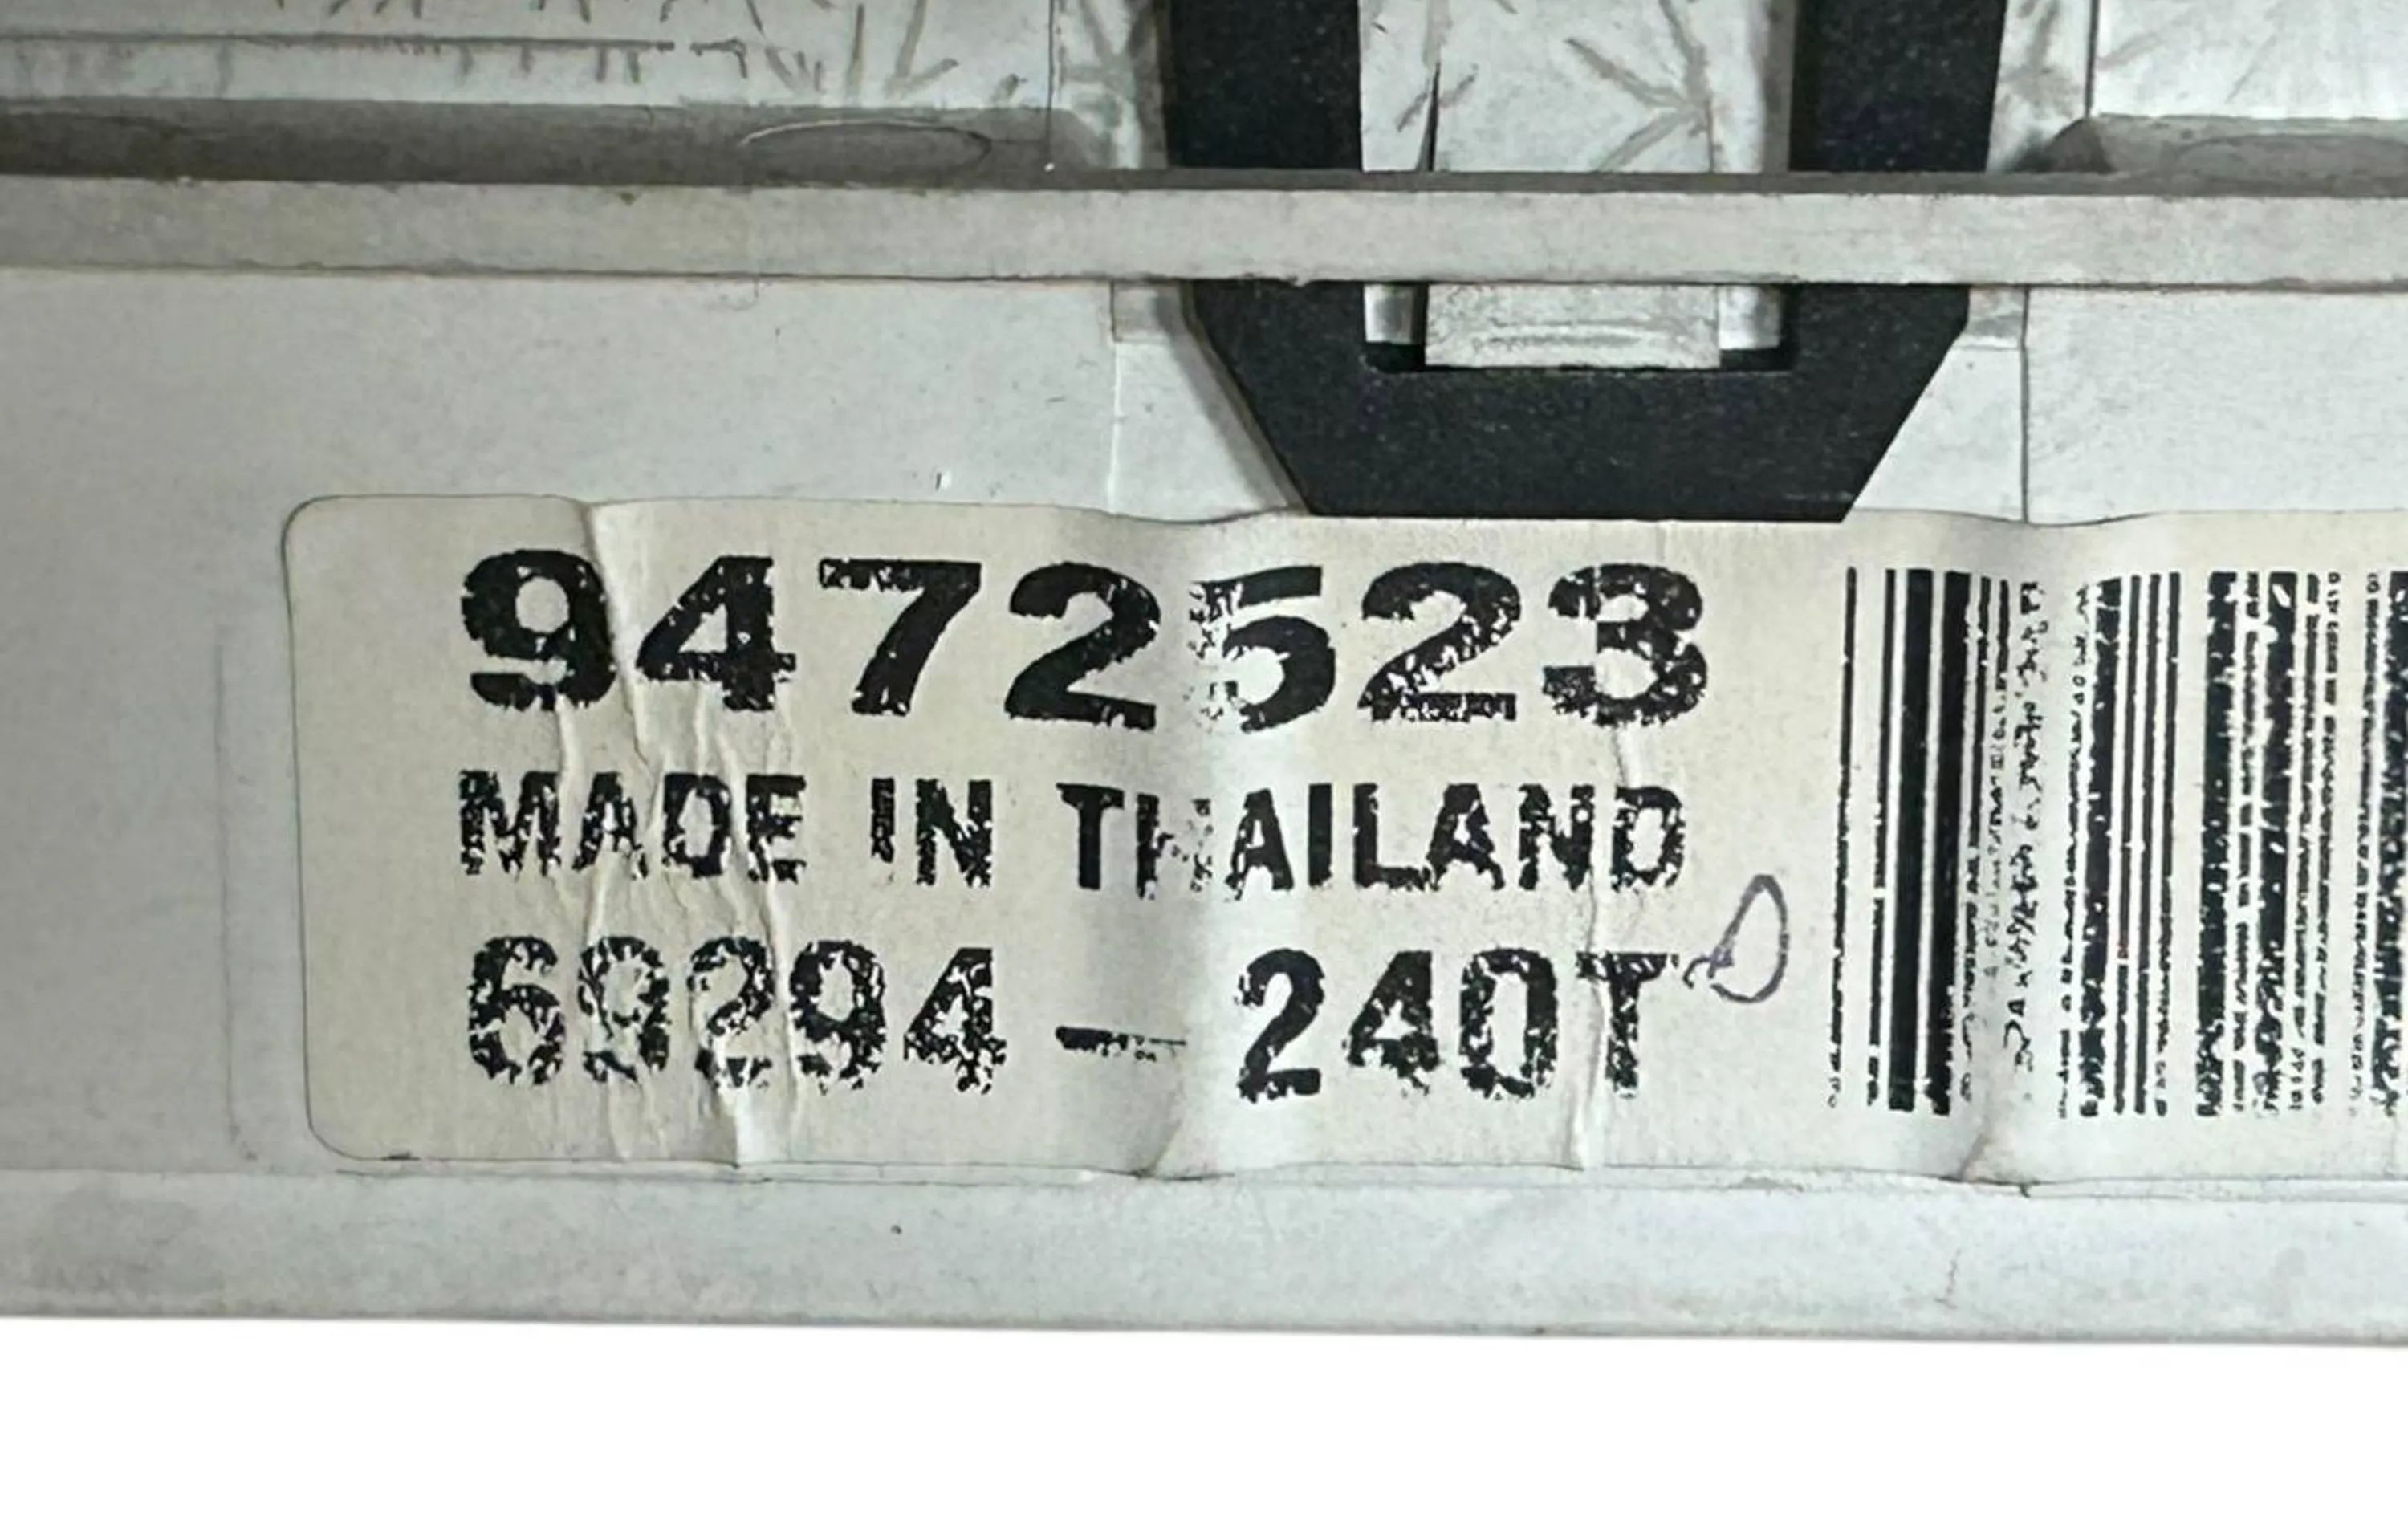 9472523
MADE IN THAILAND
69294 - 240T